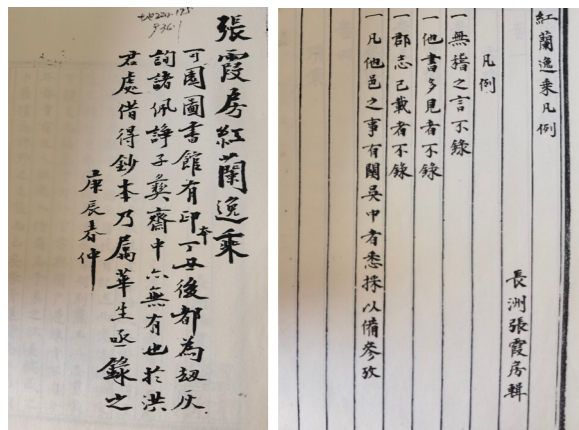 張霞房紅蘭逸乘
可園圖書館有印本丁丑後都為劫灰
詢諸佩諍子彝齋中亦無有也於洪
君處借得鈔本乃屬華生亟錄之
庚辰春仲
紅蘭逸乘凡例
長洲張霞房輯
凡例
一無稽之言不錄
一他書多見者不錄
一郡志已載者不錄
一凡他邑之事有關吳中者悉採以備參攷